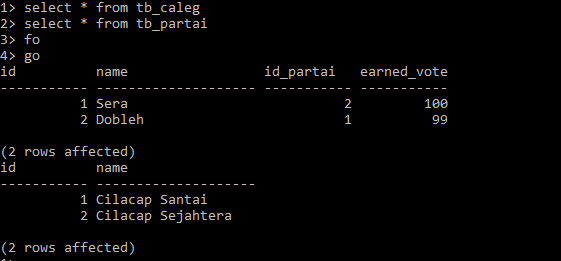 1> select * from tb_caleg
2> select * from tb_partai
3> fo
4> go
id          name                 id_partai   earned_vote
----------- -------------------- ----------- -----------
          1 Sera                           2         100
          2 Dobleh                         1          99

(2 rows affected)
id          name
----------- --------------------
          1 Cilacap Santai
          2 Cilacap Sejahtera

(2 rows affected)